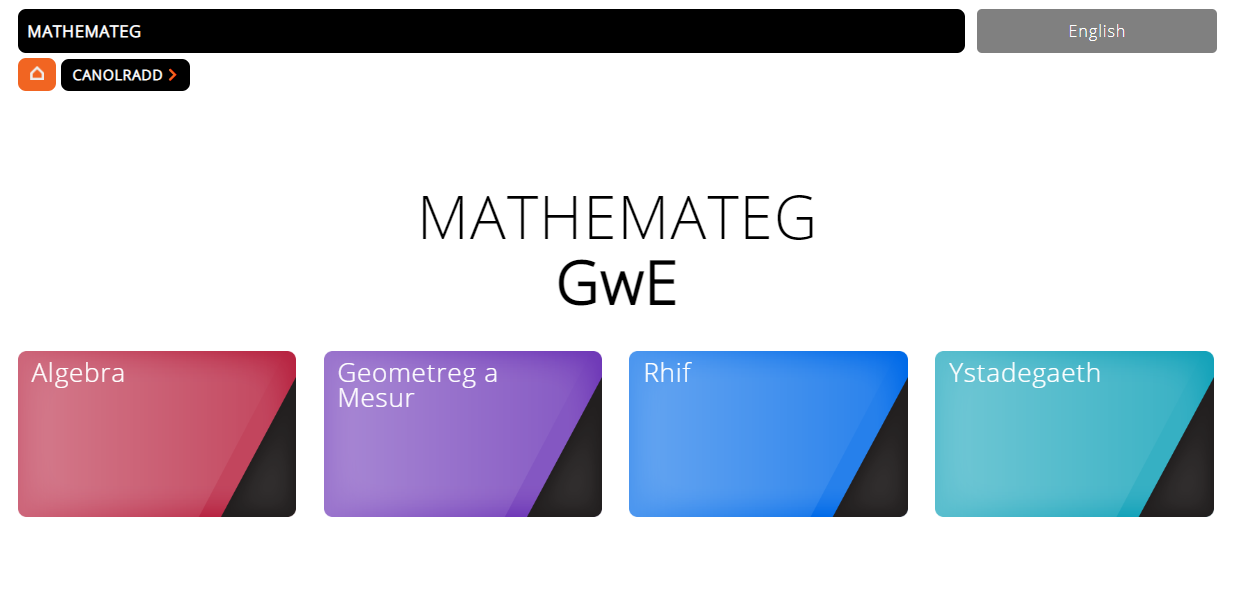 MATHEMATEG
English
CANOLRADD
MATHEMATEG
GwE
Algebra
Geometreg a
Mesur
Rhif
Ystadegaeth